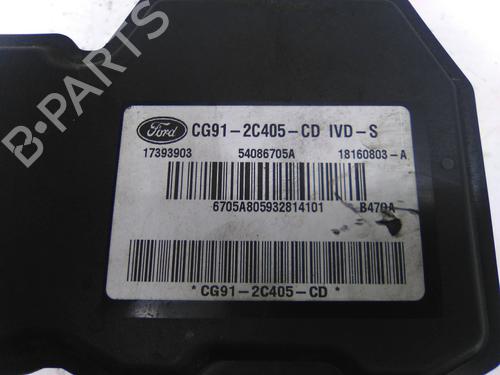 B-PARTS
Ford CG91-2C405-CD IVD-S
17393903 54086705A 18160803-A
6705A805932814101 B470A
*CG91-2C405-CD*